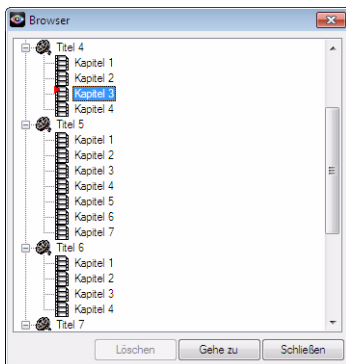 Browser
Titel 4
Kapitel 1
Kapitel 2
Kapitel 3
Kapitel 4
Titel 5
Kapitel 1
Kapitel 2
Kapitel 3
Kapitel 4
Kapitel 5
Kapitel 6
Kapitel 7
Titel 6
Kapitel 1
Kapitel 2
Kapitel 3
Kapitel 4
Titel 7
Löschen Gehe zu Schließen